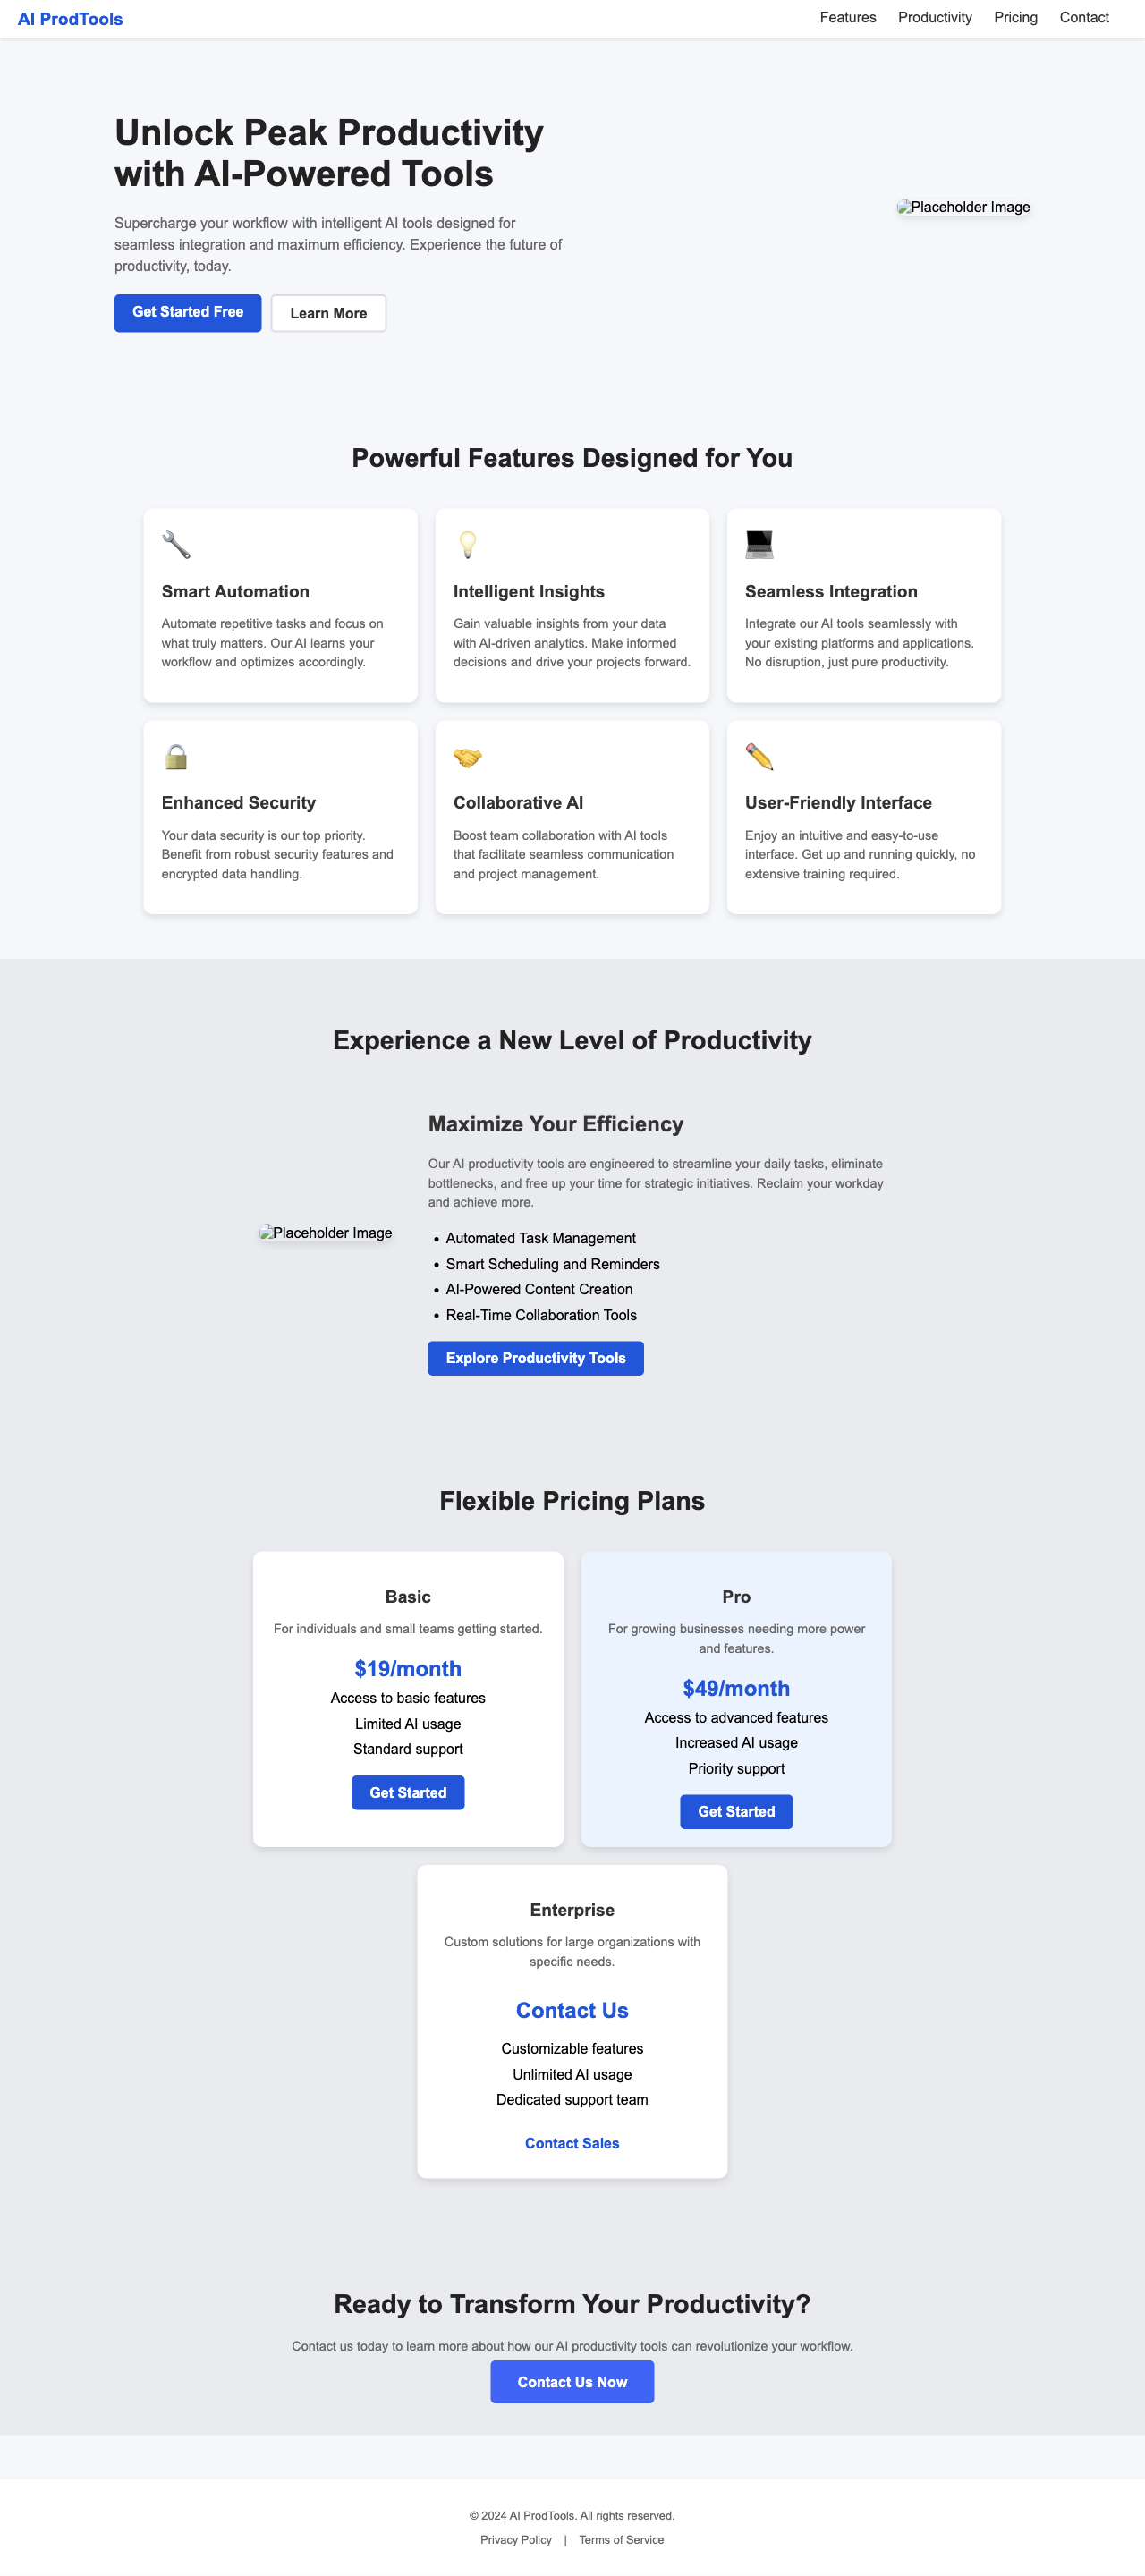 AI ProdTools
Features
Productivity
Pricing
Contact
Unlock Peak Productivity
with AI-Powered Tools
Supercharge your workflow with intelligent AI tools designed for
seamless integration and maximum efficiency. Experience the future of
productivity, today.
Get Started Free
Learn More
Placeholder Image
Powerful Features Designed for You
Smart Automation
Automate repetitive tasks and focus on
what truly matters. Our AI learns your
workflow and optimizes accordingly.
Intelligent Insights
Gain valuable insights from your data
with AI-driven analytics. Make informed
decisions and drive your projects forward.
Seamless Integration
Integrate our AI tools seamlessly with
your existing platforms and applications.
No disruption, just pure productivity.
Enhanced Security
Your data security is our top priority.
Benefit from robust security features and
encrypted data handling.
Collaborative AI
Boost team collaboration with AI tools
that facilitate seamless communication
and project management.
User-Friendly Interface
Enjoy an intuitive and easy-to-use
interface. Get up and running quickly, no
extensive training required.
Experience a New Level of Productivity
Placeholder Image
Maximize Your Efficiency
Our AI productivity tools are engineered to streamline your daily tasks, eliminate
bottlenecks, and free up your time for strategic initiatives. Reclaim your workday
and achieve more.
• Automated Task Management
• Smart Scheduling and Reminders
• AI-Powered Content Creation
• Real-Time Collaboration Tools
Explore Productivity Tools
Flexible Pricing Plans
Basic
For individuals and small teams getting started.
$19/month
Access to basic features
Limited AI usage
Standard support
Get Started
Pro
For growing businesses needing more power
and features.
$49/month
Access to advanced features
Increased AI usage
Priority support
Get Started
Enterprise
Custom solutions for large organizations with
specific needs.
Contact Us
Customizable features
Unlimited AI usage
Dedicated support team
Contact Sales
Ready to Transform Your Productivity?
Contact us today to learn more about how our AI productivity tools can revolutionize your workflow.
Contact Us Now
© 2024 AI ProdTools. All rights reserved.
Privacy Policy | Terms of Service